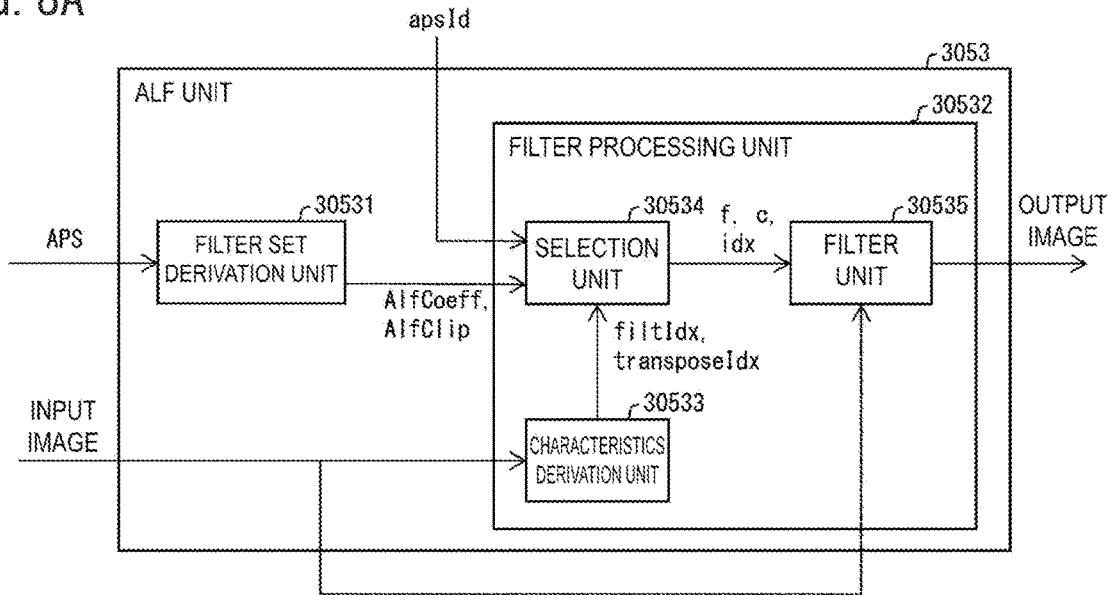 8A
apsId
3053
ALF UNIT
30532
FILTER PROCESSING UNIT
30531
30534
f, c,
idx
30535
OUTPUT
IMAGE
APS
FILTER SET
DERIVATION UNIT
SELECTION
UNIT
FILTER
UNIT
AlfCoeff,
AlfClip
filtIdx,
transposeIdx
INPUT
IMAGE
30533
CHARACTERISTICS
DERIVATION UNIT